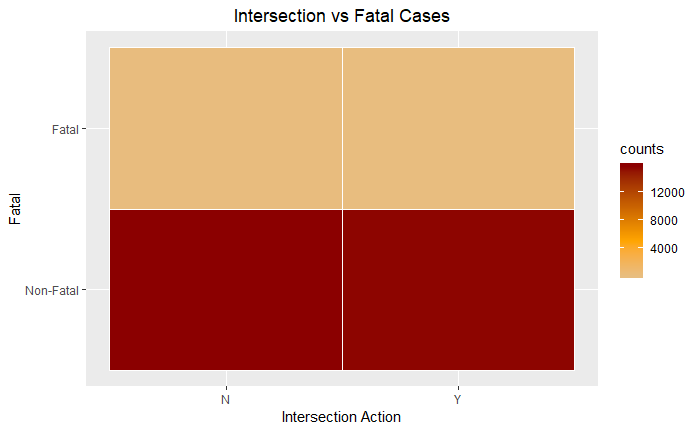 Intersection vs Fatal Cases
Fatal
Fatal
Non-Fatal
N
Y
Intersection Action
counts
12000
8000
4000